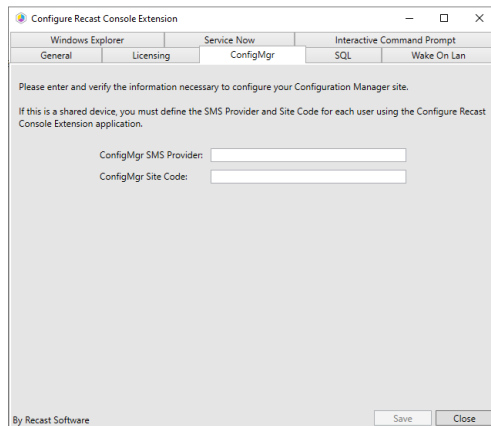 Configure Recast Console Extension
Windows Explorer
Service Now
Interactive Command Prompt
General
Licensing
ConfigMgr
SQL
Wake On Lan
Please enter and verify the information necessary to configure your Configuration Manager site.
If this is a shared device, you must define the SMS Provider and Site Code for each user using the Configure Recast
Console Extension application.
ConfigMgr SMS Provider:
ConfigMgr Site Code:
By Recast Software
Save
Close